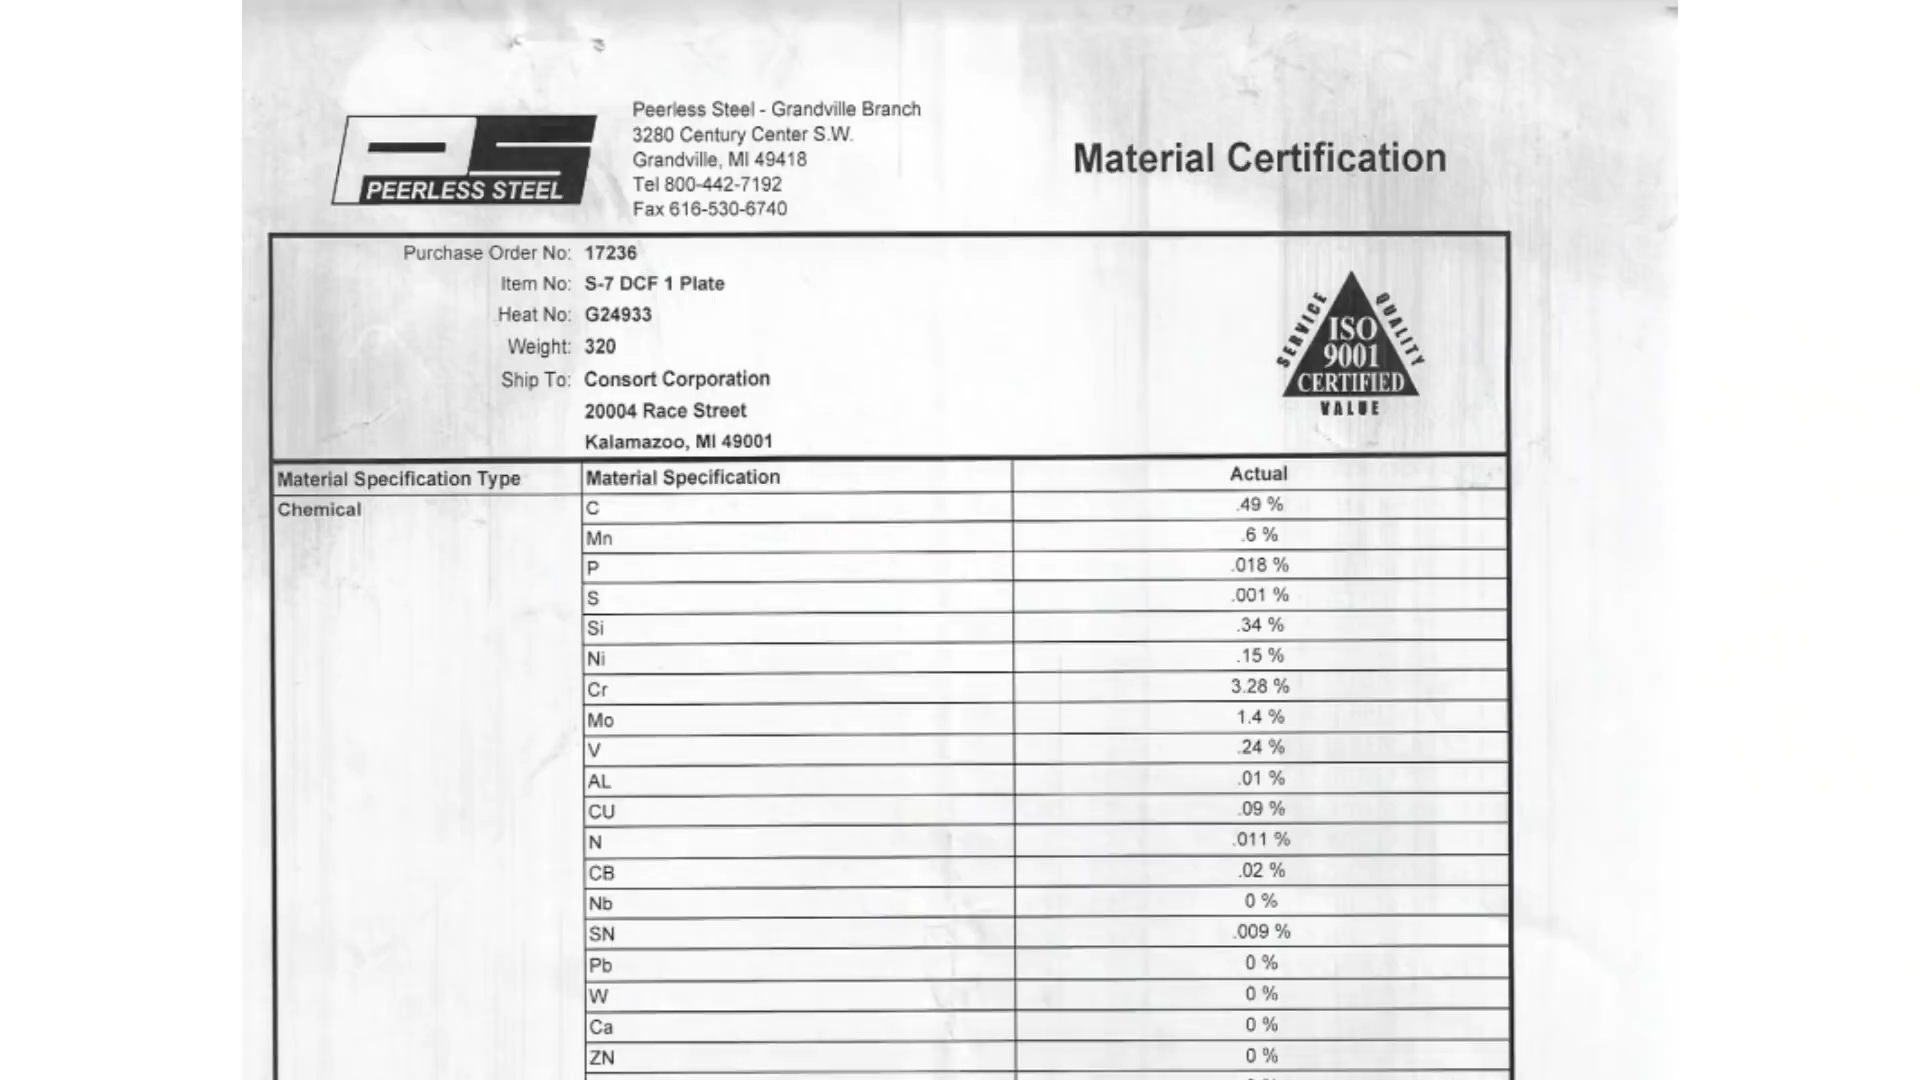 PEERLESS STEEL
Peerless Steel - Grandville Branch
3280 Century Center S.W.
Grandville, MI 49418
Tel 800-442-7192
Fax 616-530-6740
Material Certification
Purchase Order No: 17236
Item No: S-7 DCF 1 Plate
Heat No: G24933
Weight: 320
Ship To: Consort Corporation
20004 Race Street
Kalamazoo, MI 49001
SERVICE
QUALITY
ISO
9001
CERTIFIED
VALUE
Material Specification Type Material Specification Actual
Chemical C .49 %
Mn .6 %
P .018 %
S .001 %
Si .34 %
Ni .15 %
Cr 3.28 %
Mo 1.4 %
V .24 %
AL .01 %
CU .09 %
N .011 %
CB .02 %
Nb 0 %
SN .009 %
Pb 0 %
W 0 %
Ca 0 %
ZN 0 %